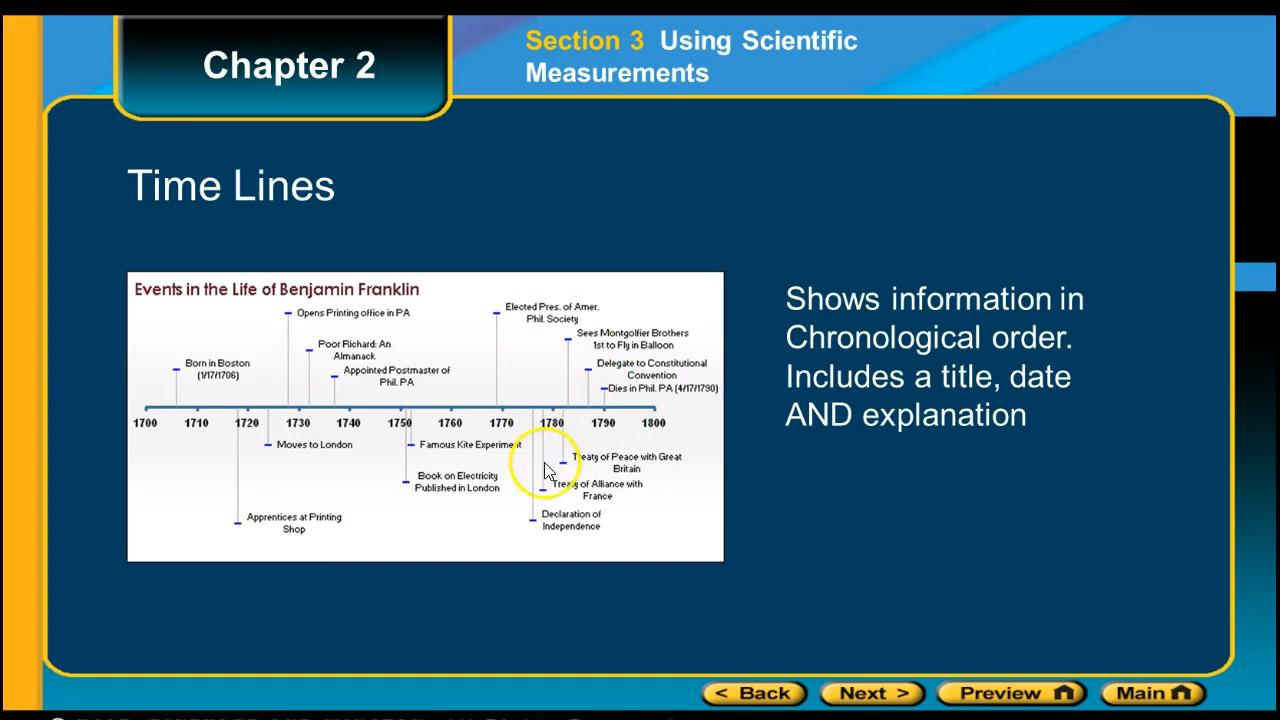 Chapter 2
Section 3 Using Scientific
Measurements
Time Lines
Events in the Life of Benjamin Franklin
Opens Printing office in PA
Elected Pres. of Amer.
Phil. Society
Poor Richard: An
Almanack
Sees Montgolfier Brothers
1st to Fly in Balloon
Born in Boston
(1/17/1706)
Appointed Postmaster of
Phil. PA
Delegate to Constitutional
Convention
Dies in Phil. PA (4/17/1790)
1700 1710 1720 1730 1740 1750 1760 1770 1780 1790 1800
Moves to London
Famous Kite Experiment
Treaty of Peace with Great
Britain
Book on Electricity
Published in London
Treaty of Alliance with
France
Apprentices at Printing
Shop
Declaration of
Independence
Shows information in
Chronological order.
Includes a title, date
AND explanation
< Back
Next >
Preview
Main